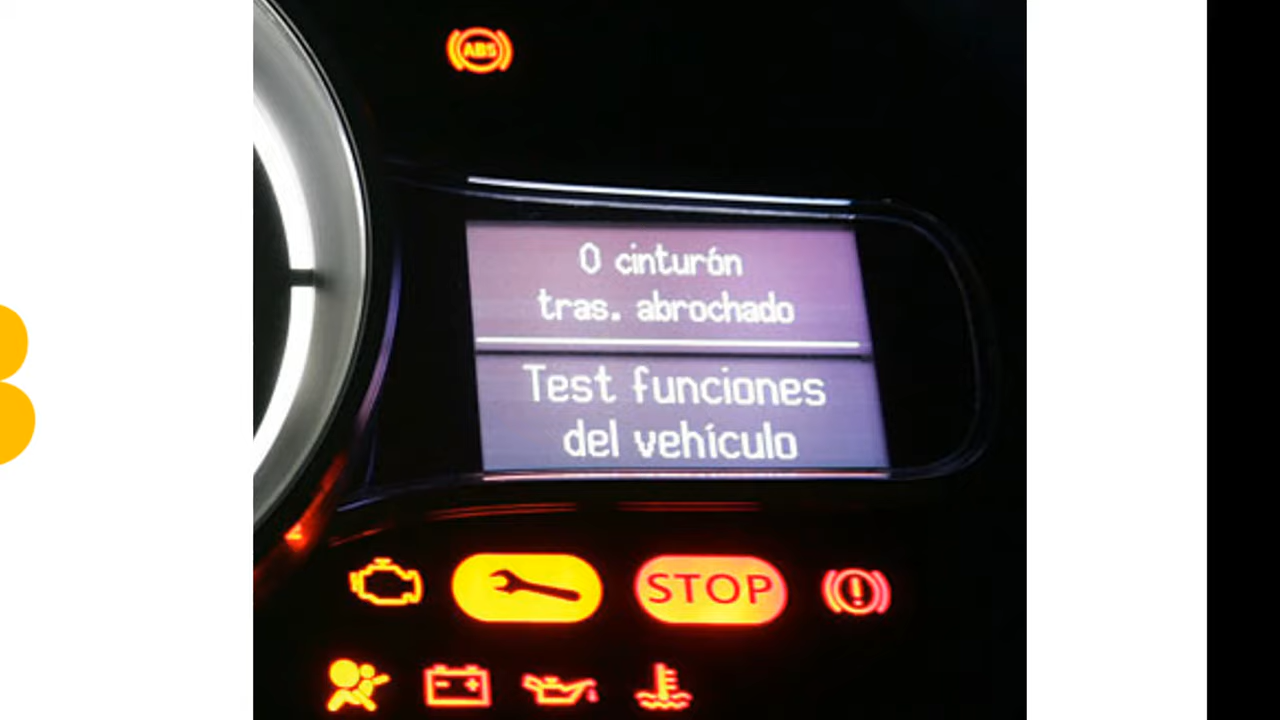 ABS
0 cinturón
tras. abrochado
Test funciones
del vehículo
STOP